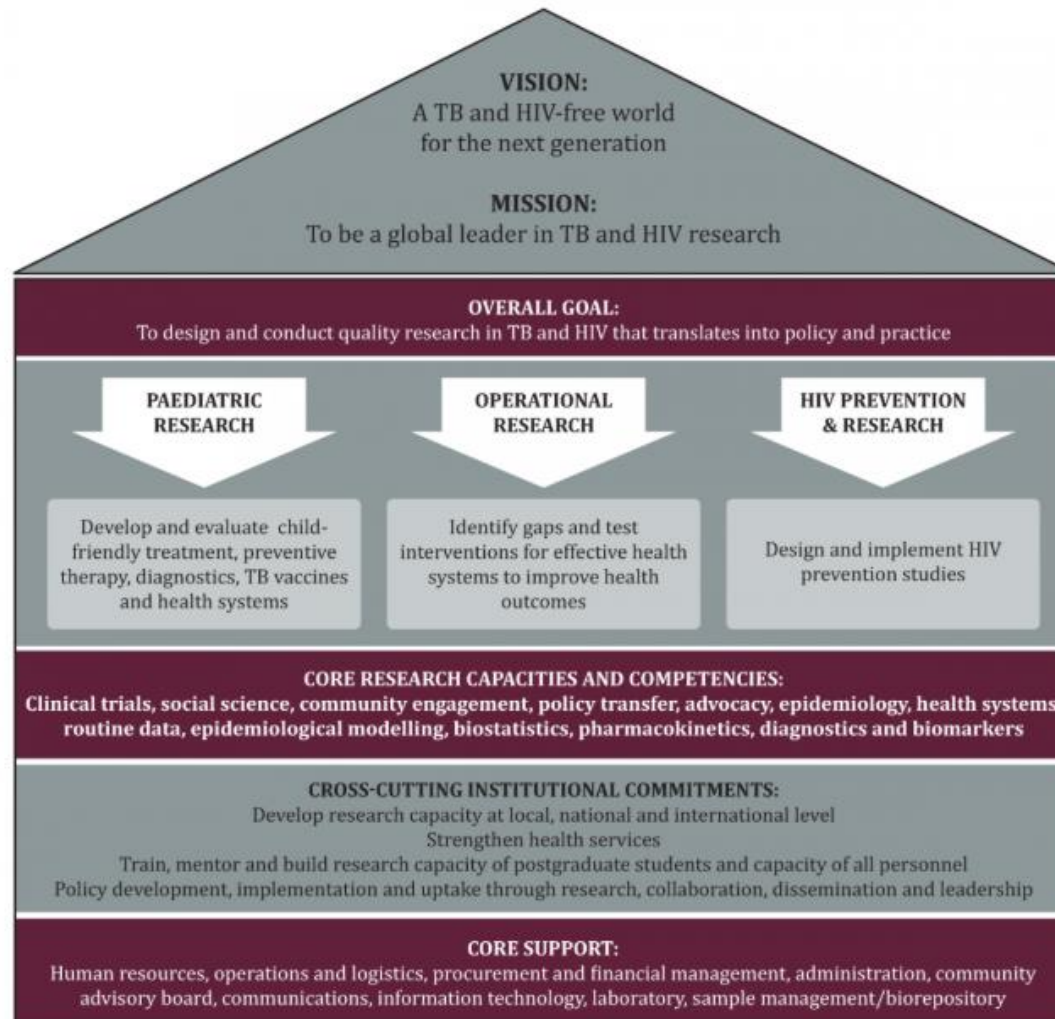 VISION:
A TB and HIV-free world
for the next generation
MISSION:
To be a global leader in TB and HIV research
OVERALL GOAL:
To design and conduct quality research in TB and HIV that translates into policy and practice
PAEDIATRIC
RESEARCH
OPERATIONAL
RESEARCH
HIV PREVENTION
& RESEARCH
Develop and evaluate child-
friendly treatment, preventive
therapy, diagnostics, TB vaccines
and health systems
Identify gaps and test
interventions for effective health
systems to improve health
outcomes
Design and implement HIV
prevention studies
CORE RESEARCH CAPACITIES AND COMPETENCIES:
Clinical trials, social science, community engagement, policy transfer, advocacy, epidemiology, health systems
routine data, epidemiological modelling, biostatistics, pharmacokinetics, diagnostics and biomarkers
CROSS-CUTTING INSTITUTIONAL COMMITMENTS:
Develop research capacity at local, national and international level
Strengthen health services
Train, mentor and build research capacity of postgraduate students and capacity of all personnel
Policy development, implementation and uptake through research, collaboration, dissemination and leadership
CORE SUPPORT:
Human resources, operations and logistics, procurement and financial management, administration, community
advisory board, communications, information technology, laboratory, sample management/biorepository